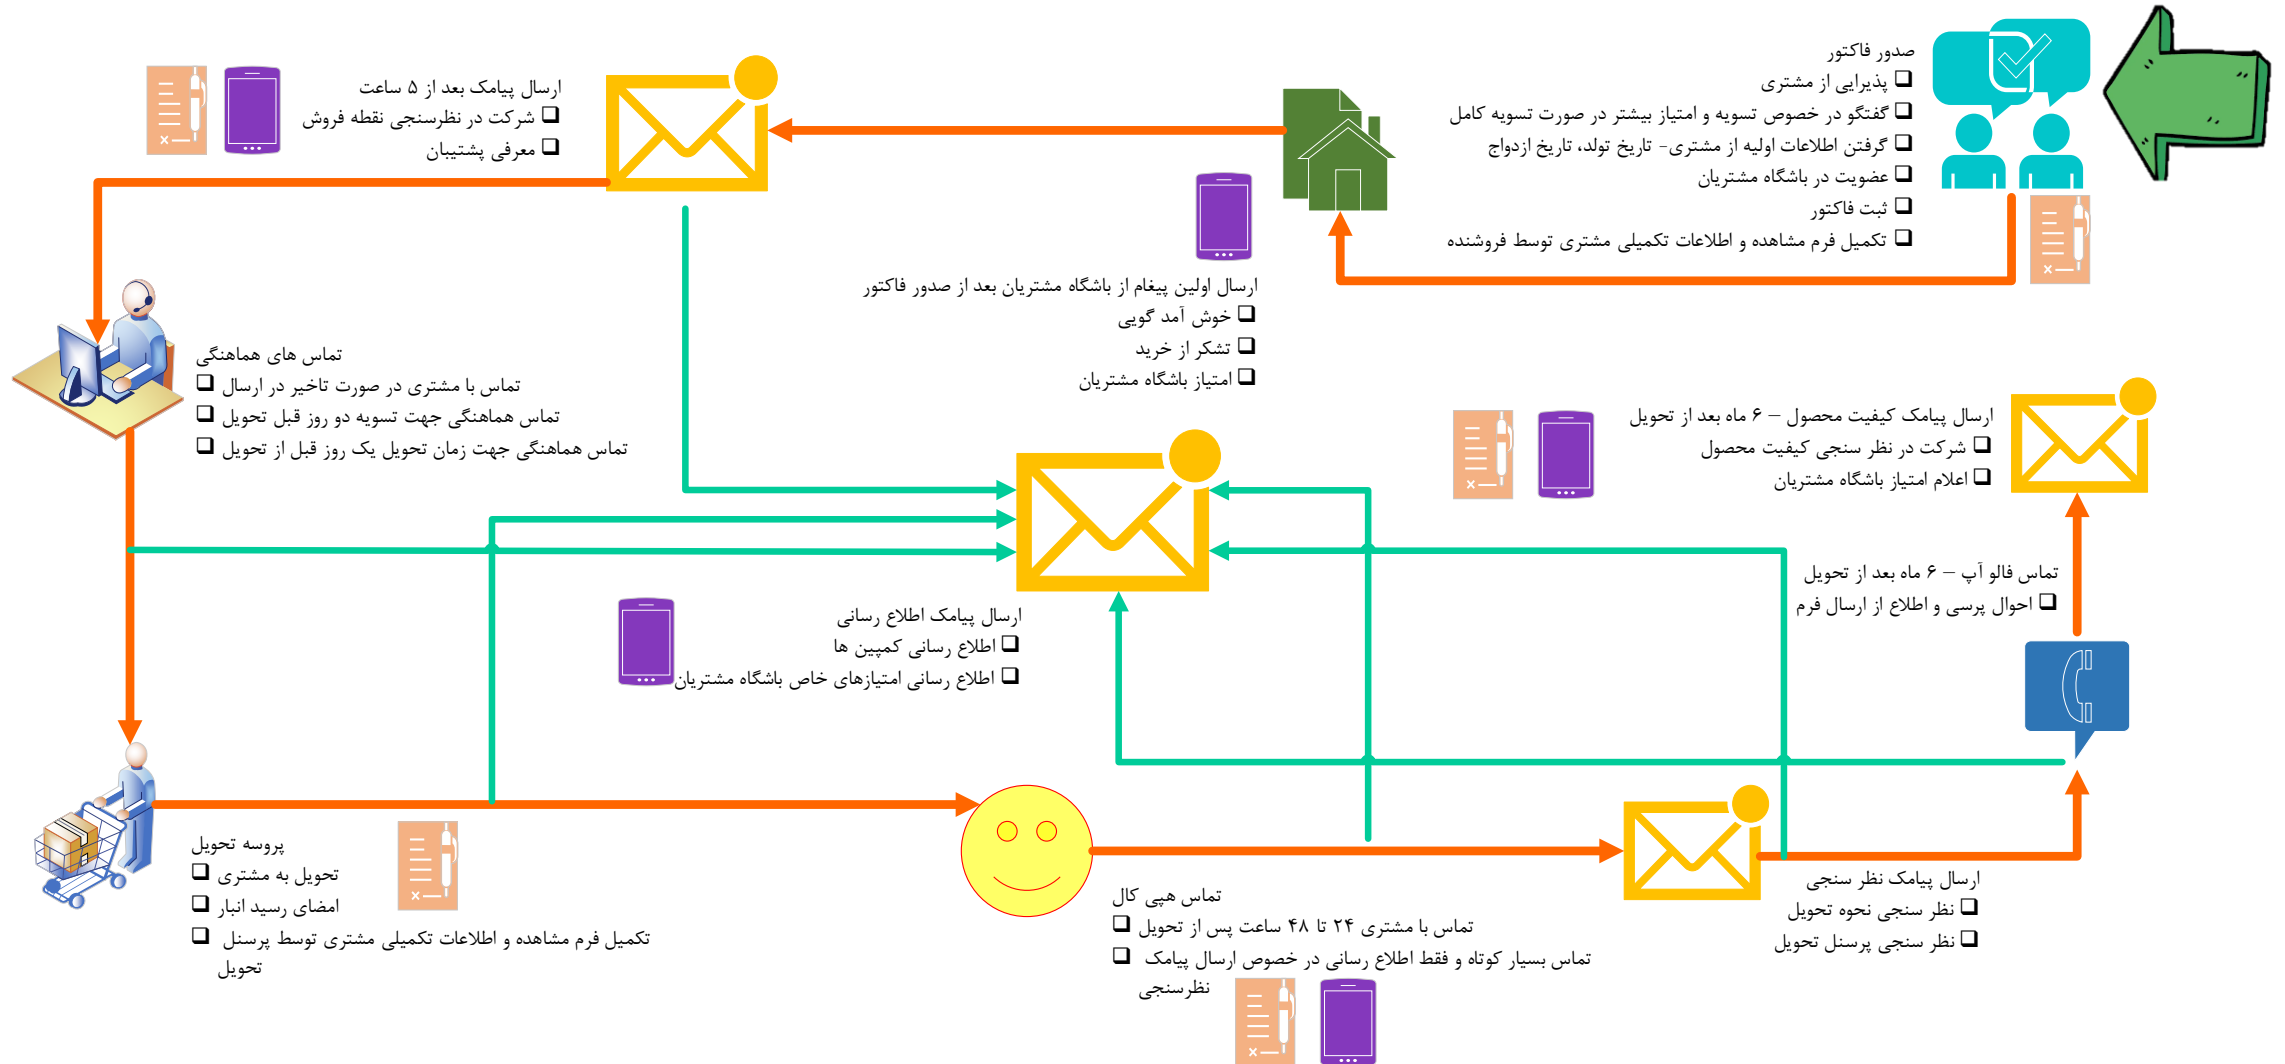 صدور فاکتور
پذیرایی از مشتری
گفتگو در خصوص تسویه و امتیاز بیشتر در صورت تسویه کامل
گرفتن اطلاعات اولیه از مشتری- تاریخ تولد، تاریخ ازدواج
عضویت در باشگاه مشتریان
ثبت فاکتور
تکمیل فرم مشاهده و اطلاعات تکمیلی مشتری توسط فروشنده
ارسال اولین پیغام از باشگاه مشتریان بعد از صدور فاکتور
خوش آمد گویی
تشکر از خرید
امتیاز باشگاه مشتریان
ارسال پیامک بعد از ۵ ساعت
شرکت در نظرسنجی نقطه فروش
معرفی پشتیبان
تماس های هماهنگی
تماس با مشتری در صورت تاخیر در ارسال
تماس هماهنگی جهت تسویه دو روز قبل تحویل
تماس هماهنگی جهت زمان تحویل یک روز قبل از تحویل
ارسال پیامک اطلاع رسانی
اطلاع رسانی کمپین ها
اطلاع رسانی امتیازهای خاص باشگاه مشتریان
پروسه تحویل
تحویل به مشتری
امضای رسید انبار
تکمیل فرم مشاهده و اطلاعات تکمیلی مشتری توسط پرسنل
تحویل
تماس هپی کال
تماس با مشتری ۲۴ تا ۴۸ ساعت پس از تحویل
تماس بسیار کوتاه و فقط اطلاع رسانی در خصوص ارسال پیامک
نظرسنجی
ارسال پیامک نظر سنجی
نظر سنجی نحوه تحویل
نظر سنجی پرسنل تحویل
تماس فالو آپ – ۶ ماه بعد از تحویل
احوال پرسی و اطلاع از ارسال فرم
ارسال پیامک کیفیت محصول – ۶ ماه بعد از تحویل
شرکت در نظر سنجی کیفیت محصول
اعلام امتیاز باشگاه مشتریان